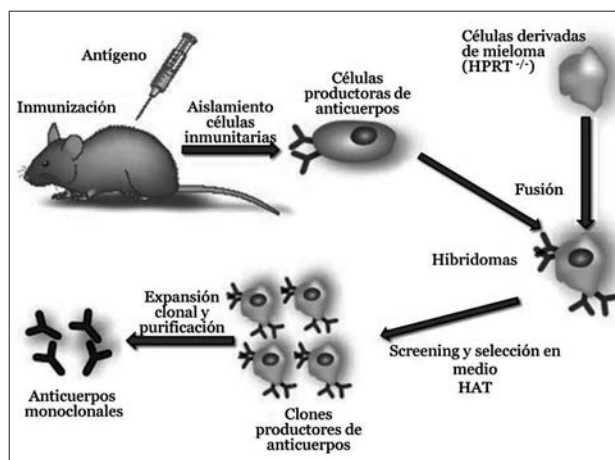 Antígeno
Inmunización
Aislamiento
células
inmunitarias
Células
productoras de
anticuerpos
Células derivadas
de mieloma
(HPRT -/-)
Fusión
Hibridomas
Screening y selección en
medio
HAT
Clones
productores de
anticuerpos
Expansión
clonal y
purificación
Anticuerpos
monoclonales